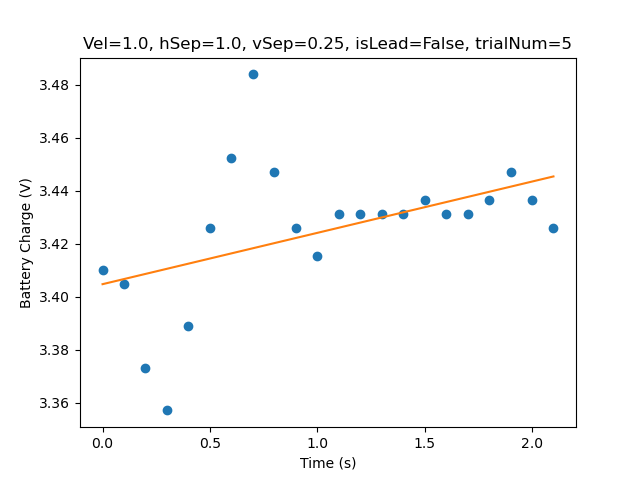 Vel=1.0, hSep=1.0, vSep=0.25, isLead=False, trialNum=5
3.48
3.46
3.44
3.42
3.40
3.38
3.36
Battery Charge (V)
0.0 0.5 1.0 1.5 2.0
Time (s)